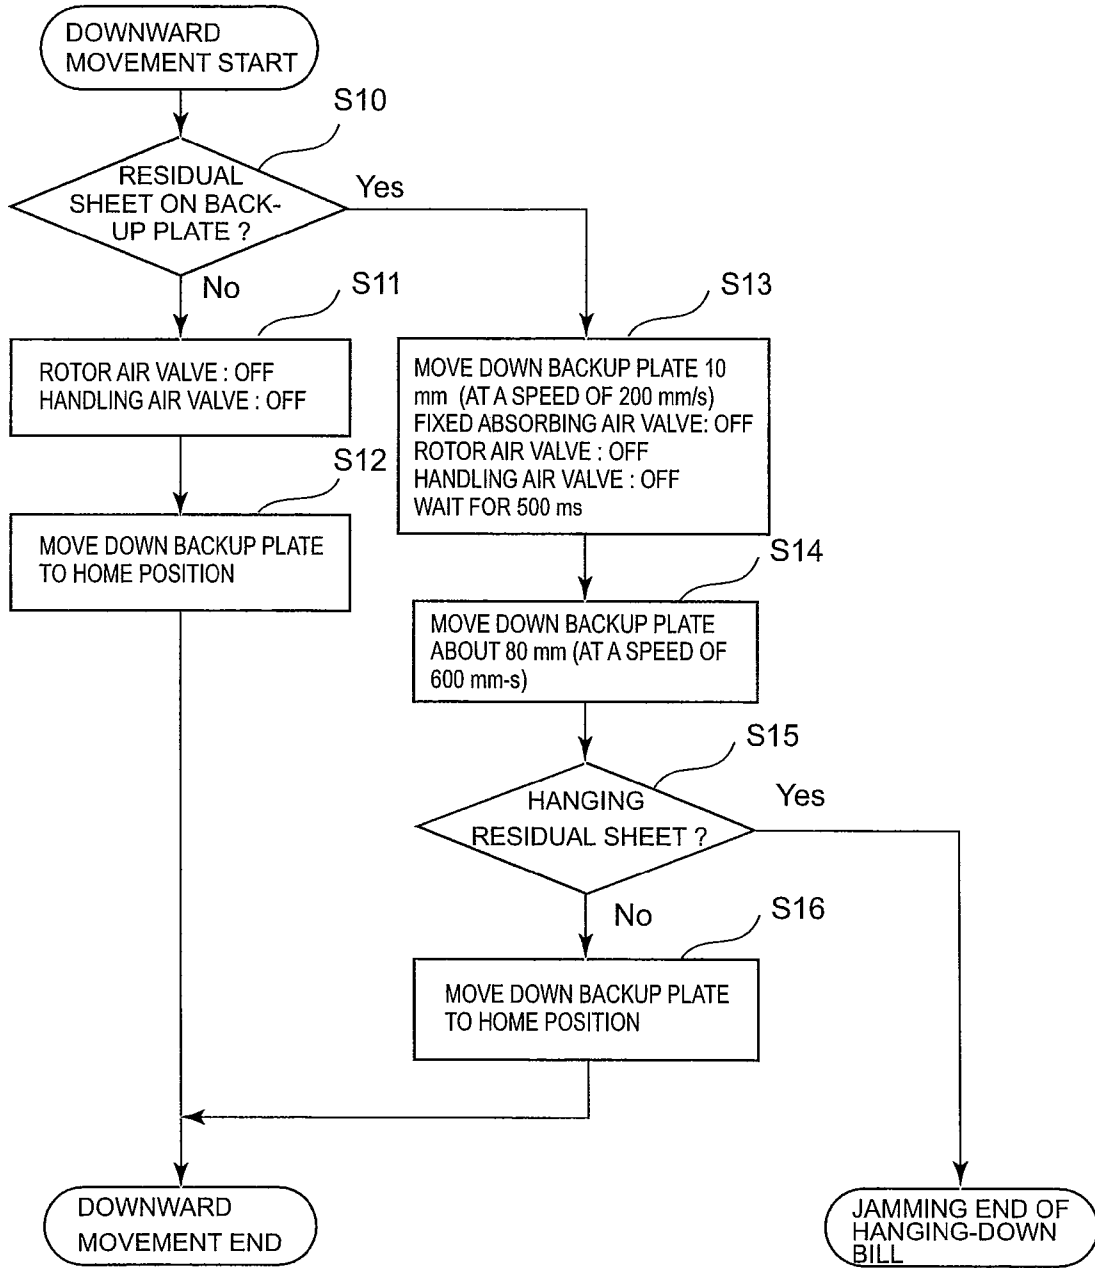 DOWNWARD
MOVEMENT START
S10
RESIDUAL
SHEET ON BACK-
UP PLATE ?
Yes
No
S11
ROTOR AIR VALVE : OFF
HANDLING AIR VALVE : OFF
S12
MOVE DOWN BACKUP PLATE
TO HOME POSITION
S13
MOVE DOWN BACKUP PLATE 10
mm (AT A SPEED OF 200 mm/s)
FIXED ABSORBING AIR VALVE: OFF
ROTOR AIR VALVE : OFF
HANDLING AIR VALVE : OFF
WAIT FOR 500 ms
S14
MOVE DOWN BACKUP PLATE
ABOUT 80 mm (AT A SPEED OF
600 mm-s)
S15
HANGING
RESIDUAL SHEET ?
Yes
No
S16
MOVE DOWN BACKUP PLATE
TO HOME POSITION
DOWNWARD
MOVEMENT END
JAMMING END OF
HANGING-DOWN
BILL